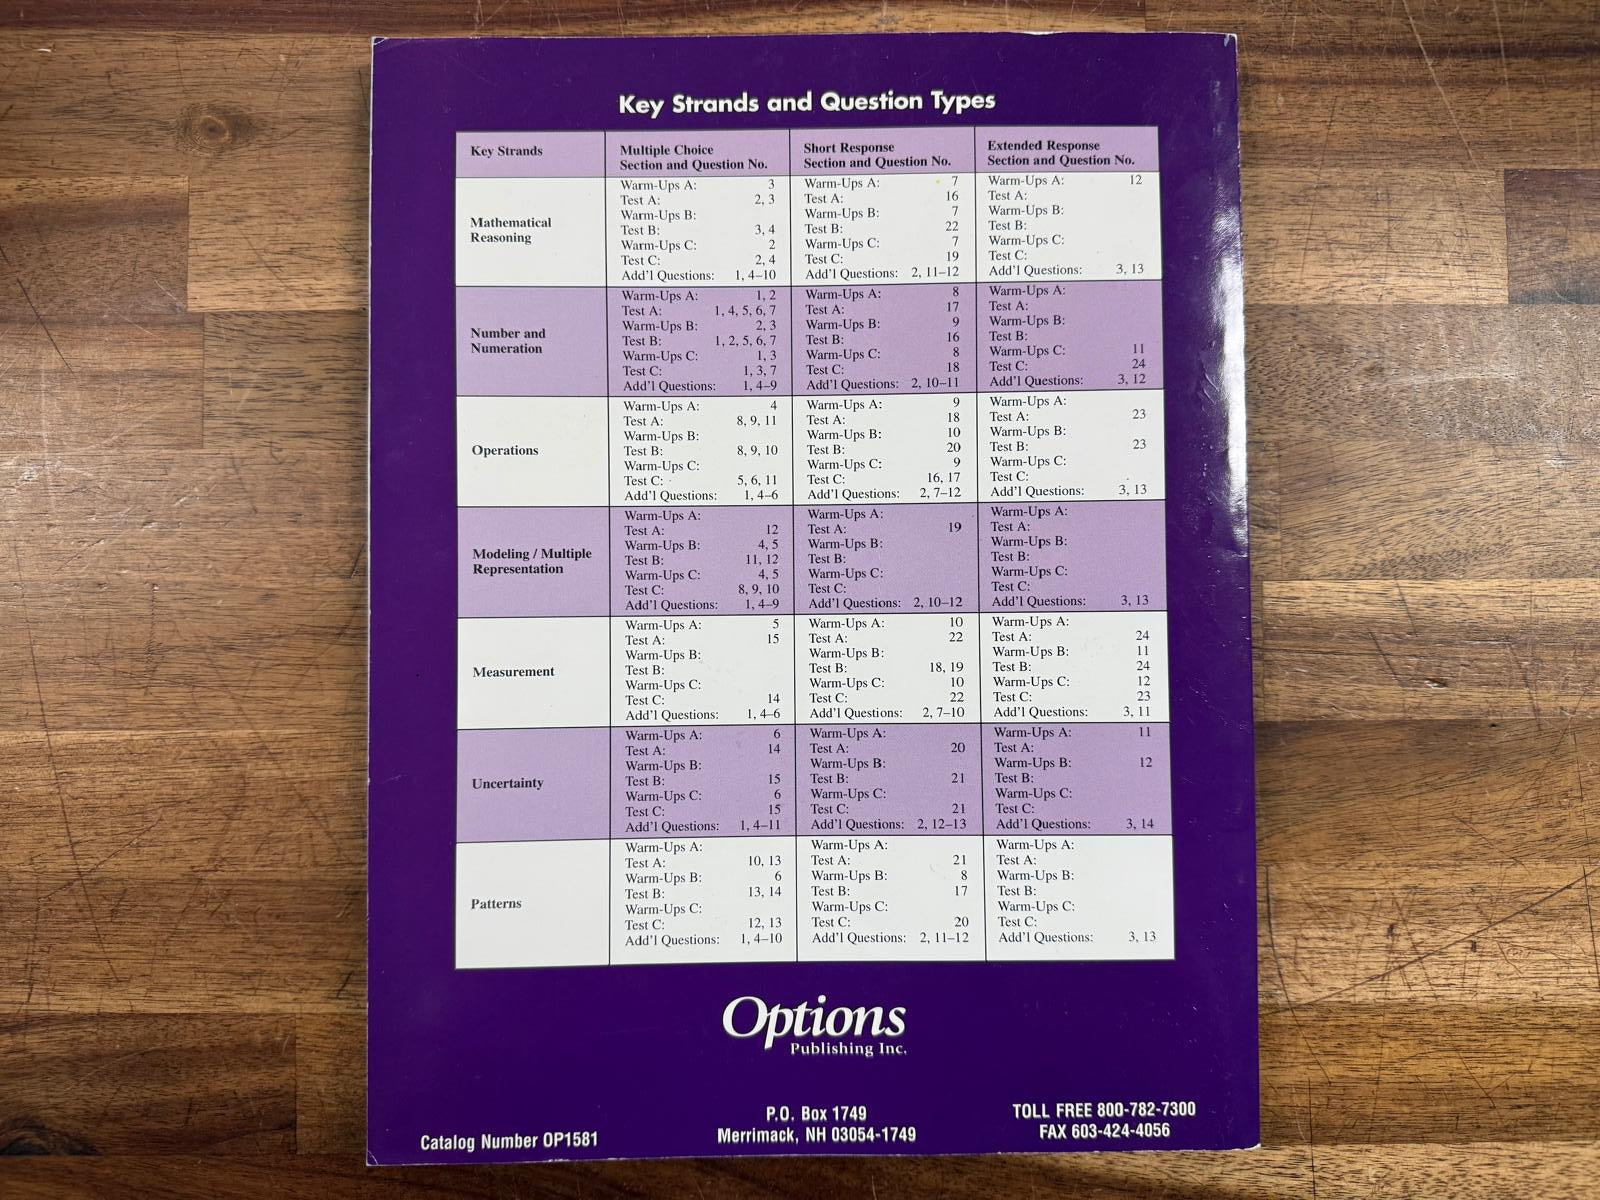 Key Strands and Question Types
Key Strands
Multiple Choice
Section and Question No.
Short Response
Section and Question No.
Extended Response
Section and Question No.
Mathematical
Reasoning
Warm-Ups A: 3
Test A: 2, 3
Warm-Ups B:
Test B: 3, 4
Warm-Ups C: 2
Test C: 2, 4
Add'l Questions: 1, 4–10
Warm-Ups A: 7
Test A: 16
Warm-Ups B: 7
Test B: 22
Warm-Ups C: 7
Test C: 19
Add'l Questions: 2, 11–12
Warm-Ups A: 12
Test A:
Warm-Ups B:
Test B:
Warm-Ups C:
Test C:
Add'l Questions: 3, 13
Number and
Numeration
Warm-Ups A: 1, 2
Test A: 1, 4, 5, 6, 7
Warm-Ups B: 2, 3
Test B: 1, 2, 5, 6, 7
Warm-Ups C: 1, 3
Test C: 1, 3, 7
Add'l Questions: 1, 4–9
Warm-Ups A: 8
Test A: 17
Warm-Ups B: 9
Test B: 16
Warm-Ups C: 8
Test C: 18
Add'l Questions: 2, 10–11
Warm-Ups A:
Test A:
Warm-Ups B:
Test B:
Warm-Ups C: 11
Test C: 24
Add'l Questions: 3, 12
Operations
Warm-Ups A: 4
Test A: 8, 9, 11
Warm-Ups B:
Test B: 8, 9, 10
Warm-Ups C:
Test C: 5, 6, 11
Add'l Questions: 1, 4–6
Warm-Ups A: 9
Test A: 18
Warm-Ups B: 10
Test B: 20
Warm-Ups C: 9
Test C: 16, 17
Add'l Questions: 2, 7–12
Warm-Ups A:
Test A: 23
Warm-Ups B:
Test B: 23
Warm-Ups C:
Test C:
Add'l Questions: 3, 13
Modeling / Multiple
Representation
Warm-Ups A:
Test A: 12
Warm-Ups B: 4, 5
Test B: 11, 12
Warm-Ups C: 4, 5
Test C: 8, 9, 10
Add'l Questions: 1, 4–9
Warm-Ups A:
Test A: 19
Warm-Ups B:
Test B:
Warm-Ups C:
Test C:
Add'l Questions: 2, 10–12
Warm-Ups A:
Test A:
Warm-Ups B:
Test B:
Warm-Ups C:
Test C:
Add'l Questions: 3, 13
Measurement
Warm-Ups A: 5
Test A: 15
Warm-Ups B:
Test B:
Warm-Ups C:
Test C: 14
Add'l Questions: 1, 4–6
Warm-Ups A: 10
Test A: 22
Warm-Ups B:
Test B: 18, 19
Warm-Ups C: 10
Test C: 22
Add'l Questions: 2, 7–10
Warm-Ups A:
Test A: 24
Warm-Ups B: 11
Test B: 24
Warm-Ups C: 12
Test C: 23
Add'l Questions: 3, 11
Uncertainty
Warm-Ups A: 6
Test A: 14
Warm-Ups B:
Test B: 15
Warm-Ups C: 6
Test C: 15
Add'l Questions: 1, 4–11
Warm-Ups A:
Test A: 20
Warm-Ups B:
Test B: 21
Warm-Ups C:
Test C: 21
Add'l Questions: 2, 12–13
Warm-Ups A: 11
Test A:
Warm-Ups B: 12
Test B:
Warm-Ups C:
Test C:
Add'l Questions: 3, 14
Patterns
Warm-Ups A:
Test A: 10, 13
Warm-Ups B: 6
Test B: 13, 14
Warm-Ups C:
Test C: 12, 13
Add'l Questions: 1, 4–10
Warm-Ups A:
Test A: 21
Warm-Ups B: 8
Test B: 17
Warm-Ups C:
Test C: 20
Add'l Questions: 2, 11–12
Warm-Ups A:
Test A:
Warm-Ups B:
Test B:
Warm-Ups C:
Test C:
Add'l Questions: 3, 13
Options
Publishing Inc.
Catalog Number OP1581
P.O. Box 1749
Merrimack, NH 03054-1749
TOLL FREE 800-782-7300
FAX 603-424-4056